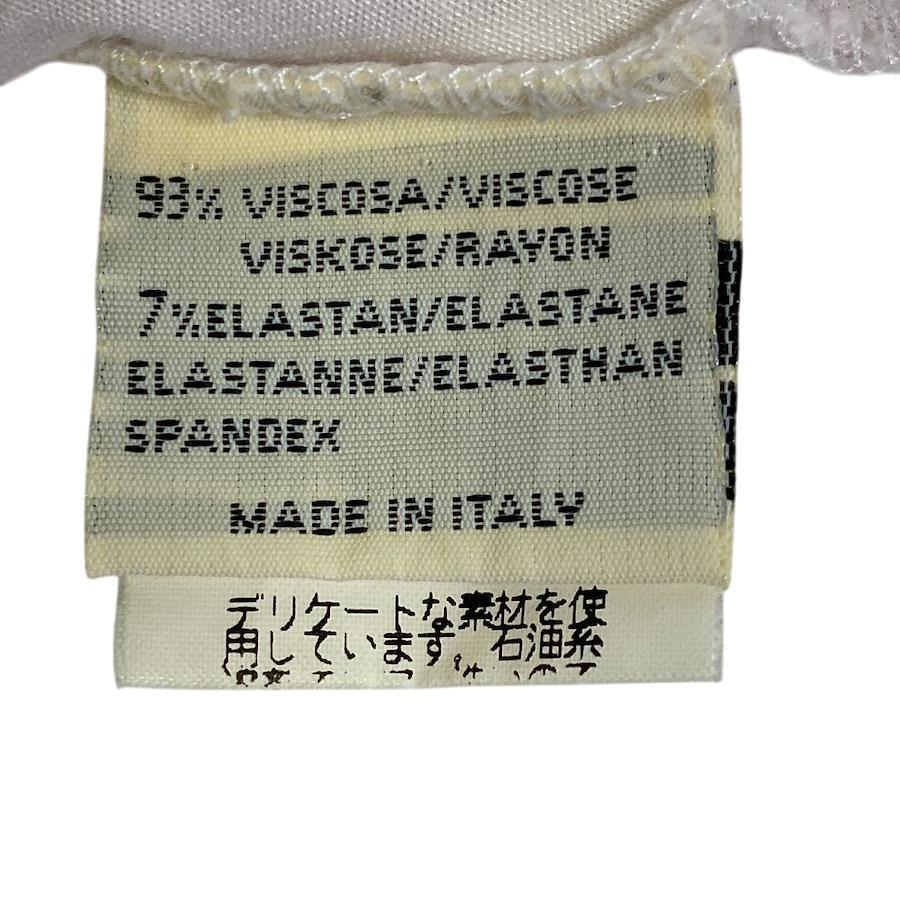 93% VISCOSA/VISCOSE
VISKOSE/RAYON
7%ELASTAN/ELASTANE
ELASTANNE/ELASTHAN
SPANDEX
MADE IN ITALY
デリケートな素材を使
用しています。石油系